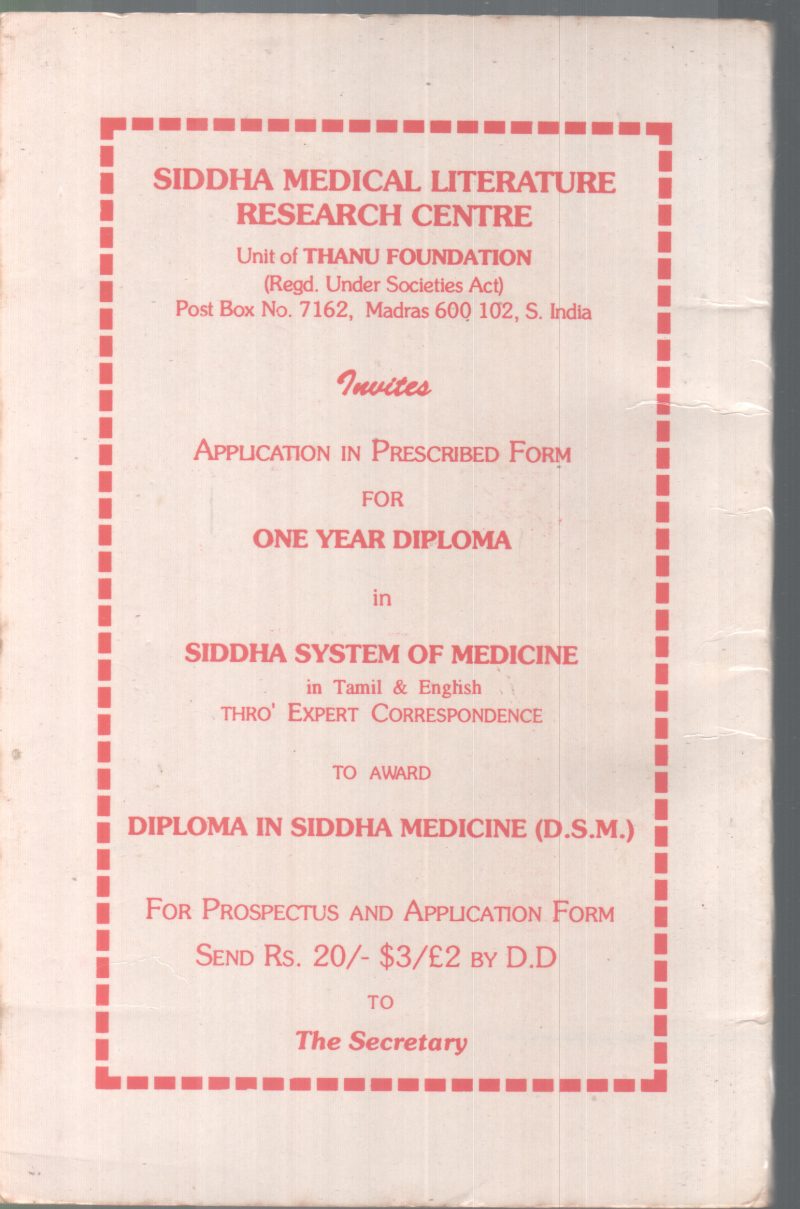 SIDDHA MEDICAL LITERATURE
RESEARCH CENTRE
Unit of THANU FOUNDATION
(Regd. Under Societies Act)
Post Box No. 7162, Madras 600 102, S. India
Invites
APPLICATION IN PRESCRIBED FORM
FOR
ONE YEAR DIPLOMA
in
SIDDHA SYSTEM OF MEDICINE
in Tamil & English
THRO' EXPERT CORRESPONDENCE
TO AWARD
DIPLOMA IN SIDDHA MEDICINE (D.S.M.)
FOR PROSPECTUS AND APPLICATION FORM
SEND RS. 20/- $3/£2 BY D.D
TO
The Secretary